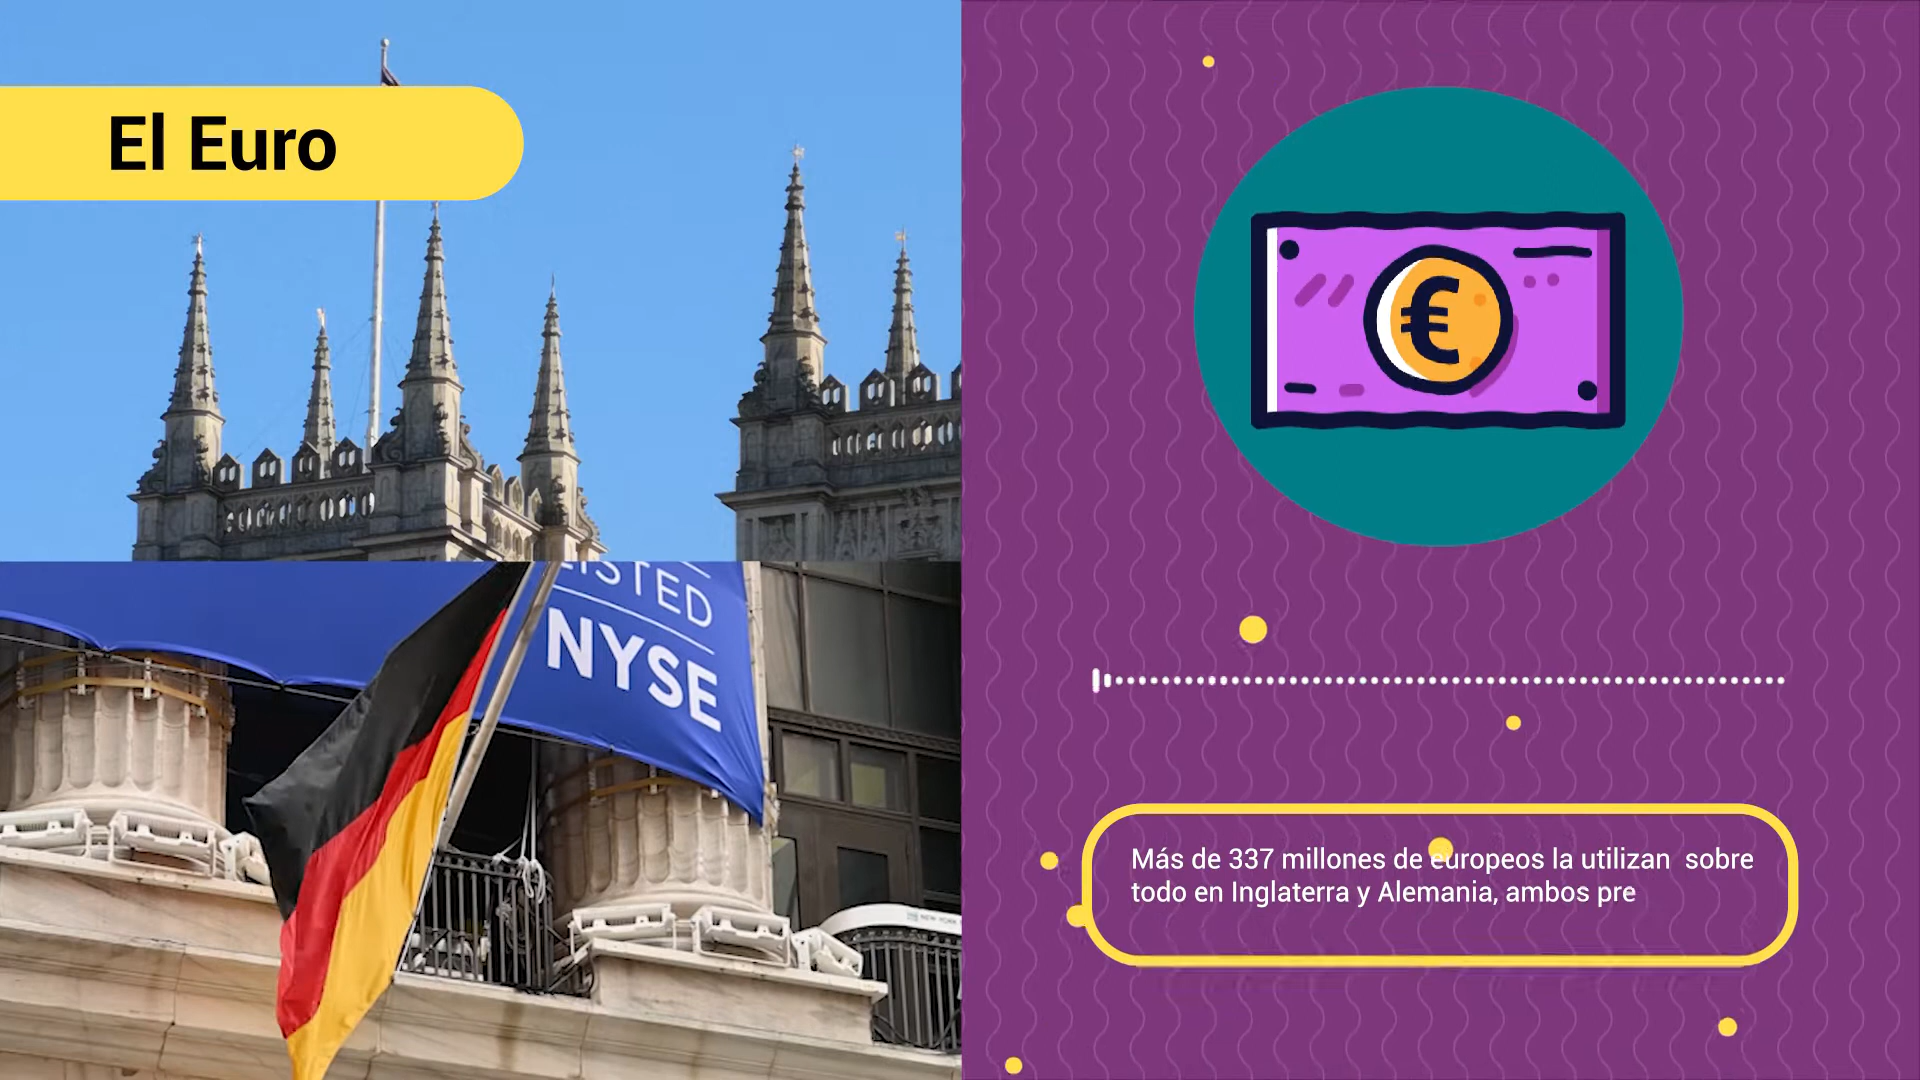 El Euro
LISTED
NYSE
€
Más de 337 millones de europeos la utilizan  sobre
todo en Inglaterra y Alemania, ambos pre